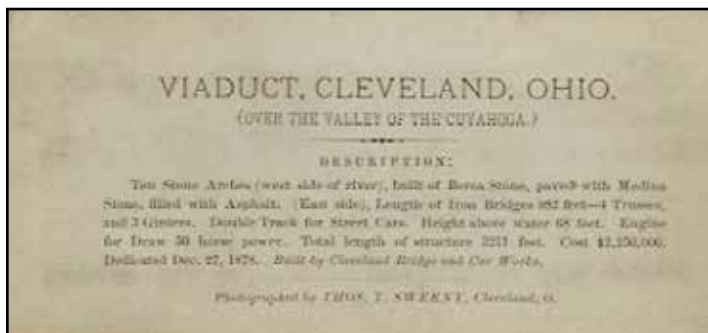 VIADUCT, CLEVELAND, OHIO.
(OVER THE VALLEY OF THE CUYAHOGA.)
DESCRIPTION:
Ten Stone Arches (west side of river), built of Berea Stone, paved with Medina
Stone, filled with Asphalt. (East side), Length of Iron Bridges 982 feet—4 Trusses,
and 3 Girders. Double Track for Street Cars. Height above water 68 feet. Engine
for Draw 50 horse power. Total length of structure 3211 feet. Cost $2,250,000.
Dedicated Dec. 27, 1878. Built by Cleveland Bridge and Car Works.
Photographed by THOS. T. SWEENY, Cleveland, O.